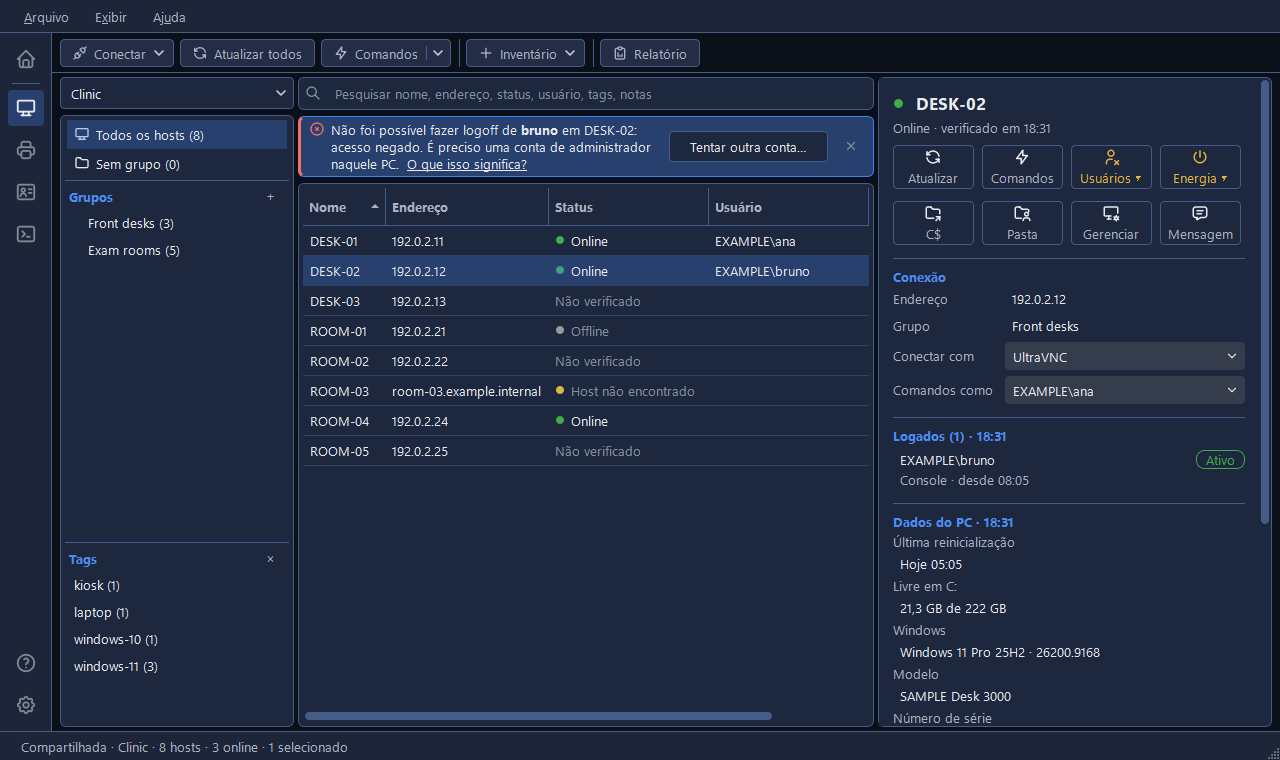 Arquivo Exibir Ajuda
Conectar Atualizar todos Comandos Inventário Relatório
Clinic
Todos os hosts (8)
Sem grupo (0)
Grupos +
Front desks (3)
Exam rooms (5)
Tags ×
kiosk (1)
laptop (1)
windows-10 (1)
windows-11 (3)
Pesquisar nome, endereço, status, usuário, tags, notas
Não foi possível fazer logoff de bruno em DESK-02:
acesso negado. É preciso uma conta de administrador
naquele PC. O que isso significa?
Tentar outra conta...
Nome Endereço Status Usuário
DESK-01 192.0.2.11 Online EXAMPLE\ana
DESK-02 192.0.2.12 Online EXAMPLE\bruno
DESK-03 192.0.2.13 Não verificado
ROOM-01 192.0.2.21 Offline
ROOM-02 192.0.2.22 Não verificado
ROOM-03 room-03.example.internal Host não encontrado
ROOM-04 192.0.2.24 Online
ROOM-05 192.0.2.25 Não verificado
DESK-02
Online · verificado em 18:31
Atualizar Comandos Usuários Energia
C$ Pasta Gerenciar Mensagem
Conexão
Endereço 192.0.2.12
Grupo Front desks
Conectar com UltraVNC
Comandos como EXAMPLE\ana
Logados (1) · 18:31
EXAMPLE\bruno Ativo
Console · desde 08:05
Dados do PC · 18:31
Última reinicialização
Hoje 05:05
Livre em C:
21,3 GB de 222 GB
Windows
Windows 11 Pro 25H2 · 26200.9168
Modelo
SAMPLE Desk 3000
Número de série
Compartilhada · Clinic · 8 hosts · 3 online · 1 selecionado